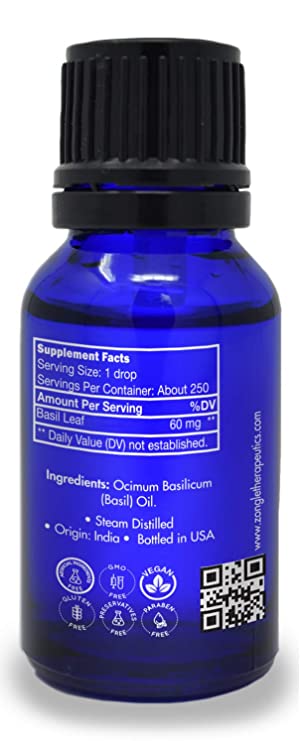 Supplement Facts
Serving Size: 1 drop
Servings Per Container: About 250
Amount Per Serving %DV
Basil Leaf 60 mg **
** Daily Value (DV) not established.
Ingredients: Ocimum Basilicum
(Basil) Oil.
• Steam Distilled
• Origin: India • Bottled in USA
GMO
FREE
VEGAN
GLUTEN
FREE
PRESERVATIVES
FREE
PARABEN
FREE
www.zongletherapeutics.com